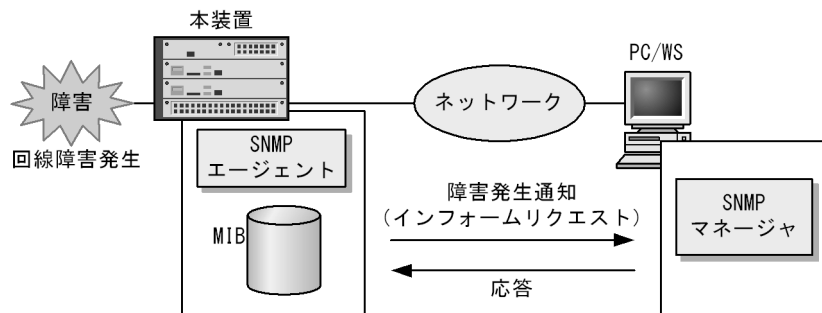 本装置
PC/WS
障害
ネットワーク
回線障害発生
SNMP
エージェント
MIB
障害発生通知
(インフォームリクエスト)
応答
SNMP
マネージャ